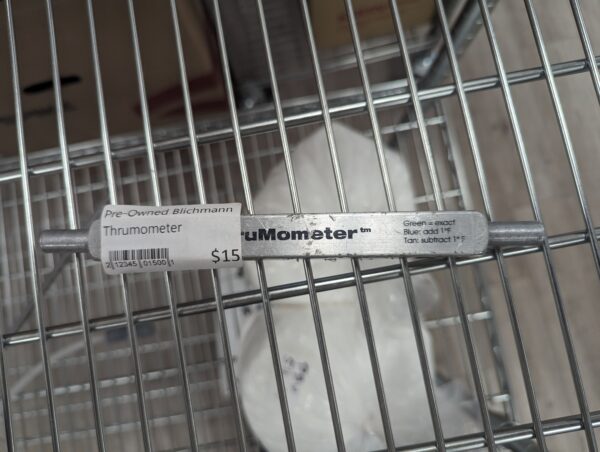 Pre-Owned Blichmann
Thrumometer
2 12345 01500 1
$15
ruMometer™
Green = exact
Blue: add 1°F
Tan: subtract 1°F